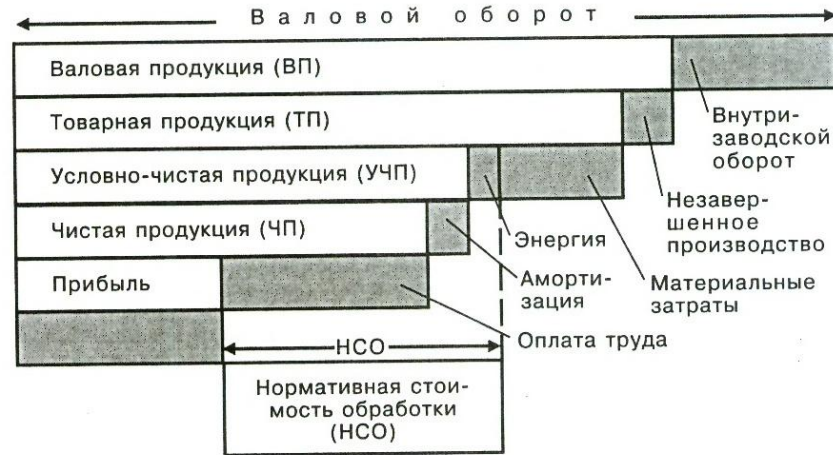 Валовой оборот
Валовая продукция (ВП)
Товарная продукция (ТП)
Внутри-
заводской
оборот
Условно-чистая продукция (УЧП)
Незавер-
шенное
производство
Чистая продукция (ЧП)
Энергия
Прибыль
Аморти-
зация
Материальные
затраты
Оплата труда
НСО
Нормативная стои-
мость обработки
(НСО)